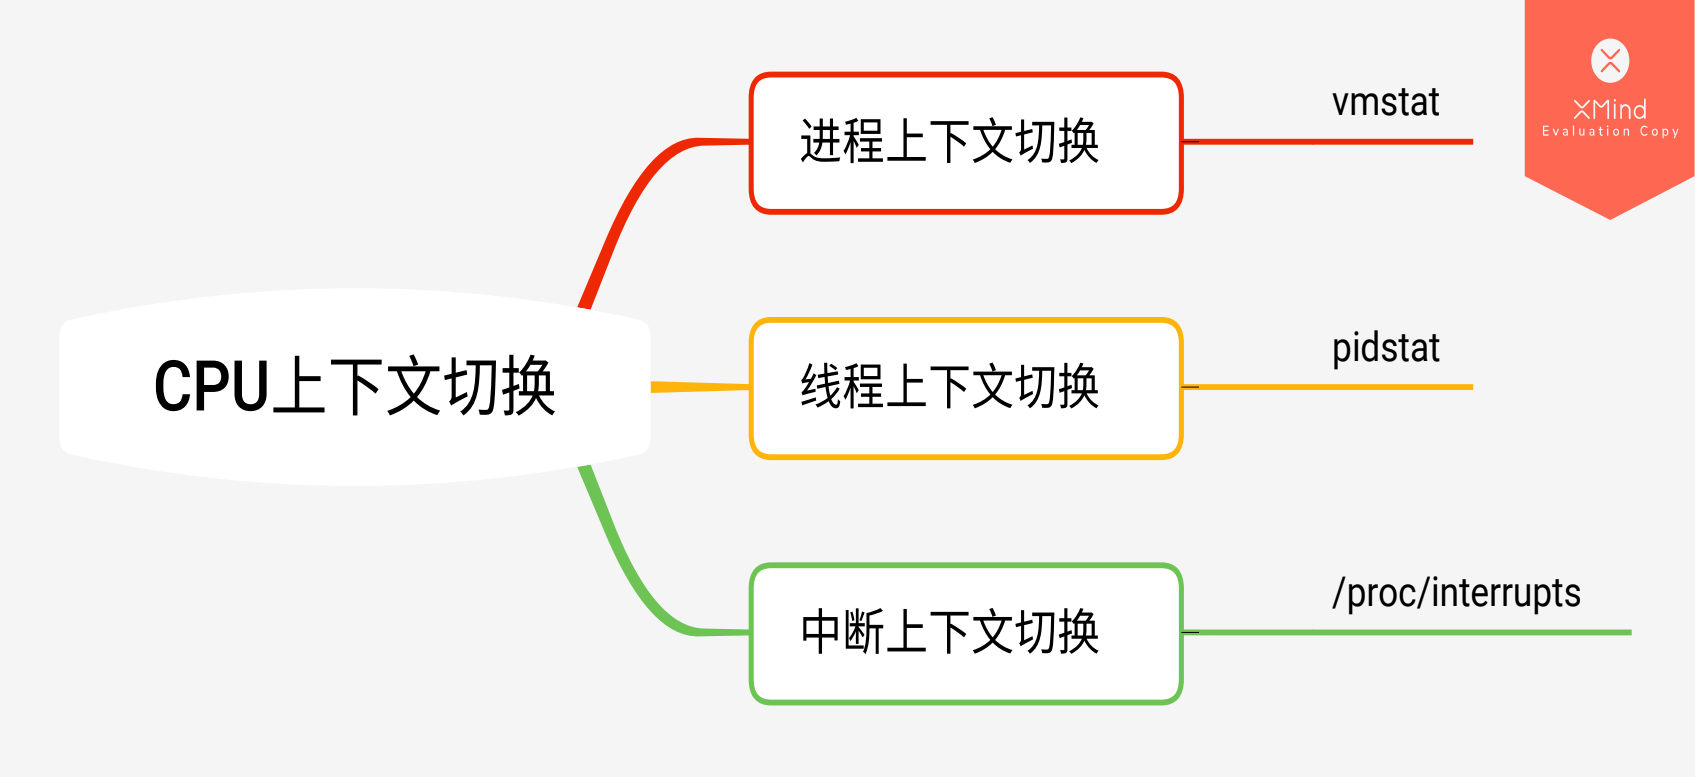 vmstat
XMind
Evaluation Copy
进程上下文切换
pidstat
CPU上下文切换
线程上下文切换
/proc/interrupts
中断上下文切换